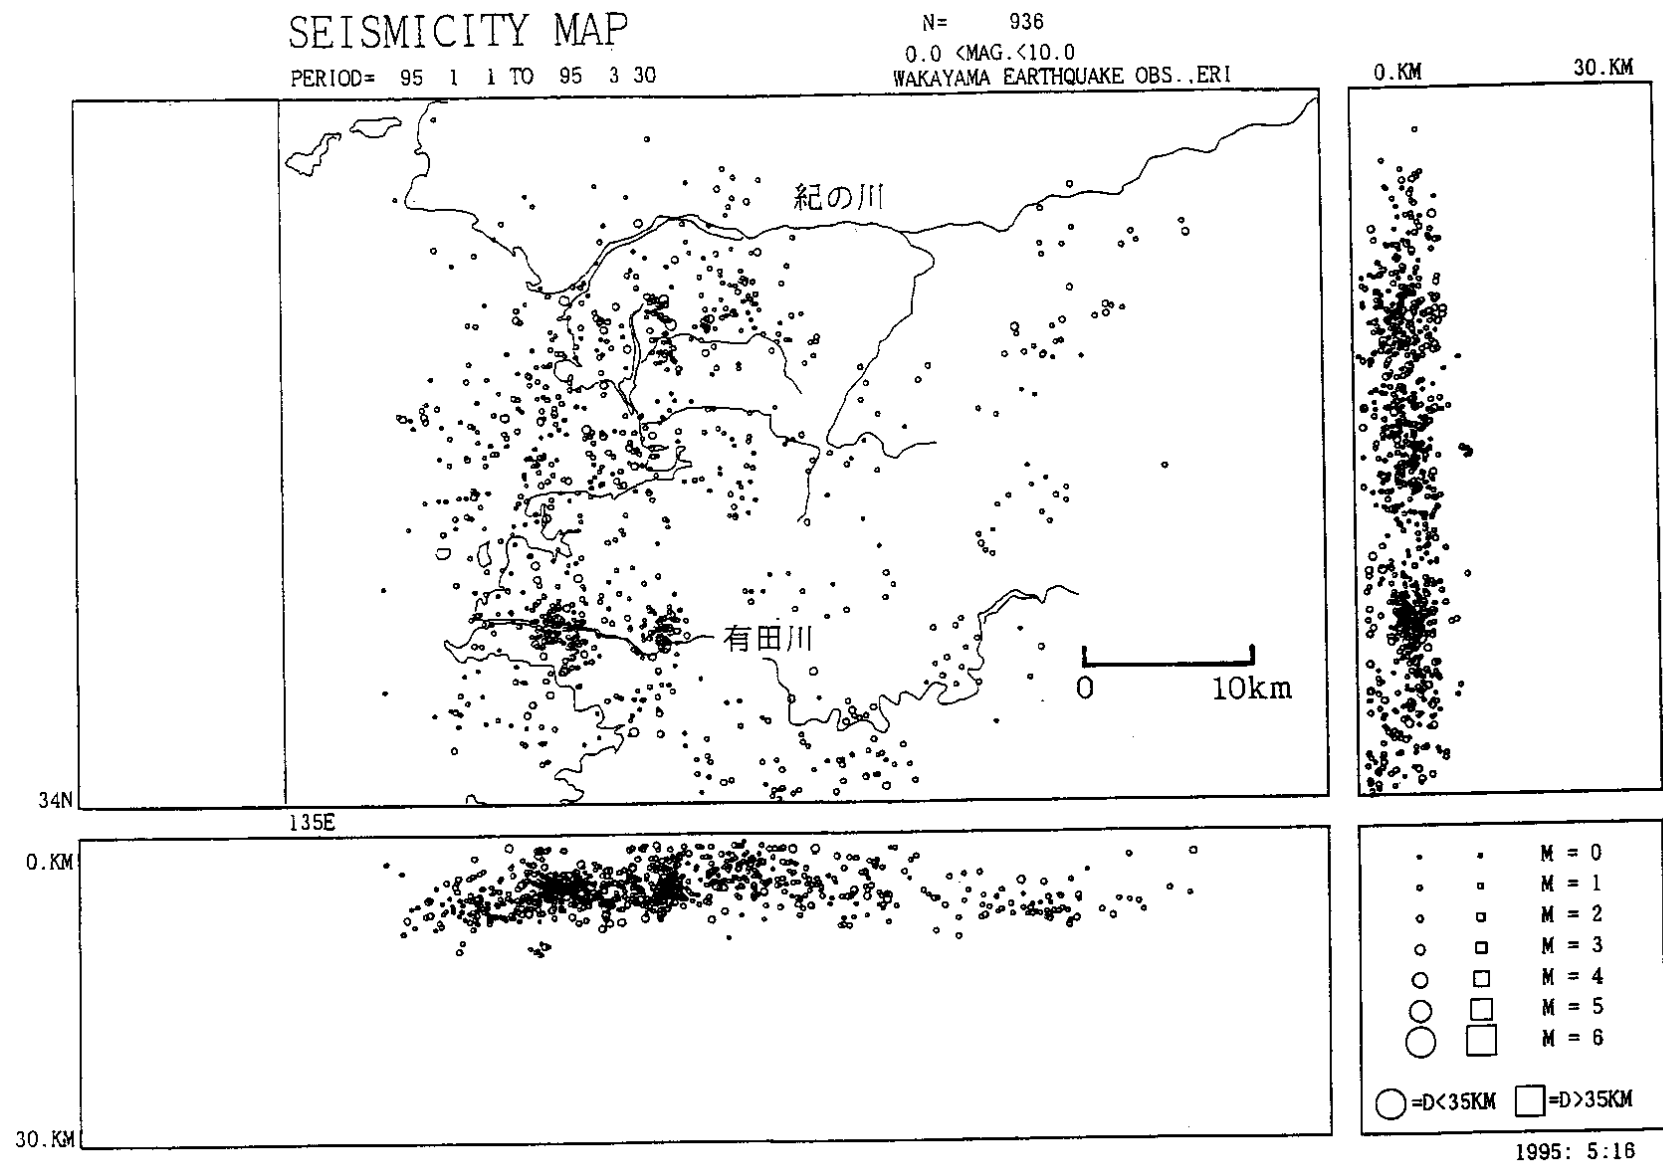 SEISMICITY MAP
N= 936
0.0 <MAG.<10.0
PERIOD= 95 1 1 TO 95 3 30
WAKAYAMA EARTHQUAKE OBS.,ERI
0.KM 30.KM
紀の川
有田川
0 10km
34N
135E
0.KM
30.KM
M = 0
M = 1
M = 2
M = 3
M = 4
M = 5
M = 6
=D<35KM =D>35KM
1995: 5:16